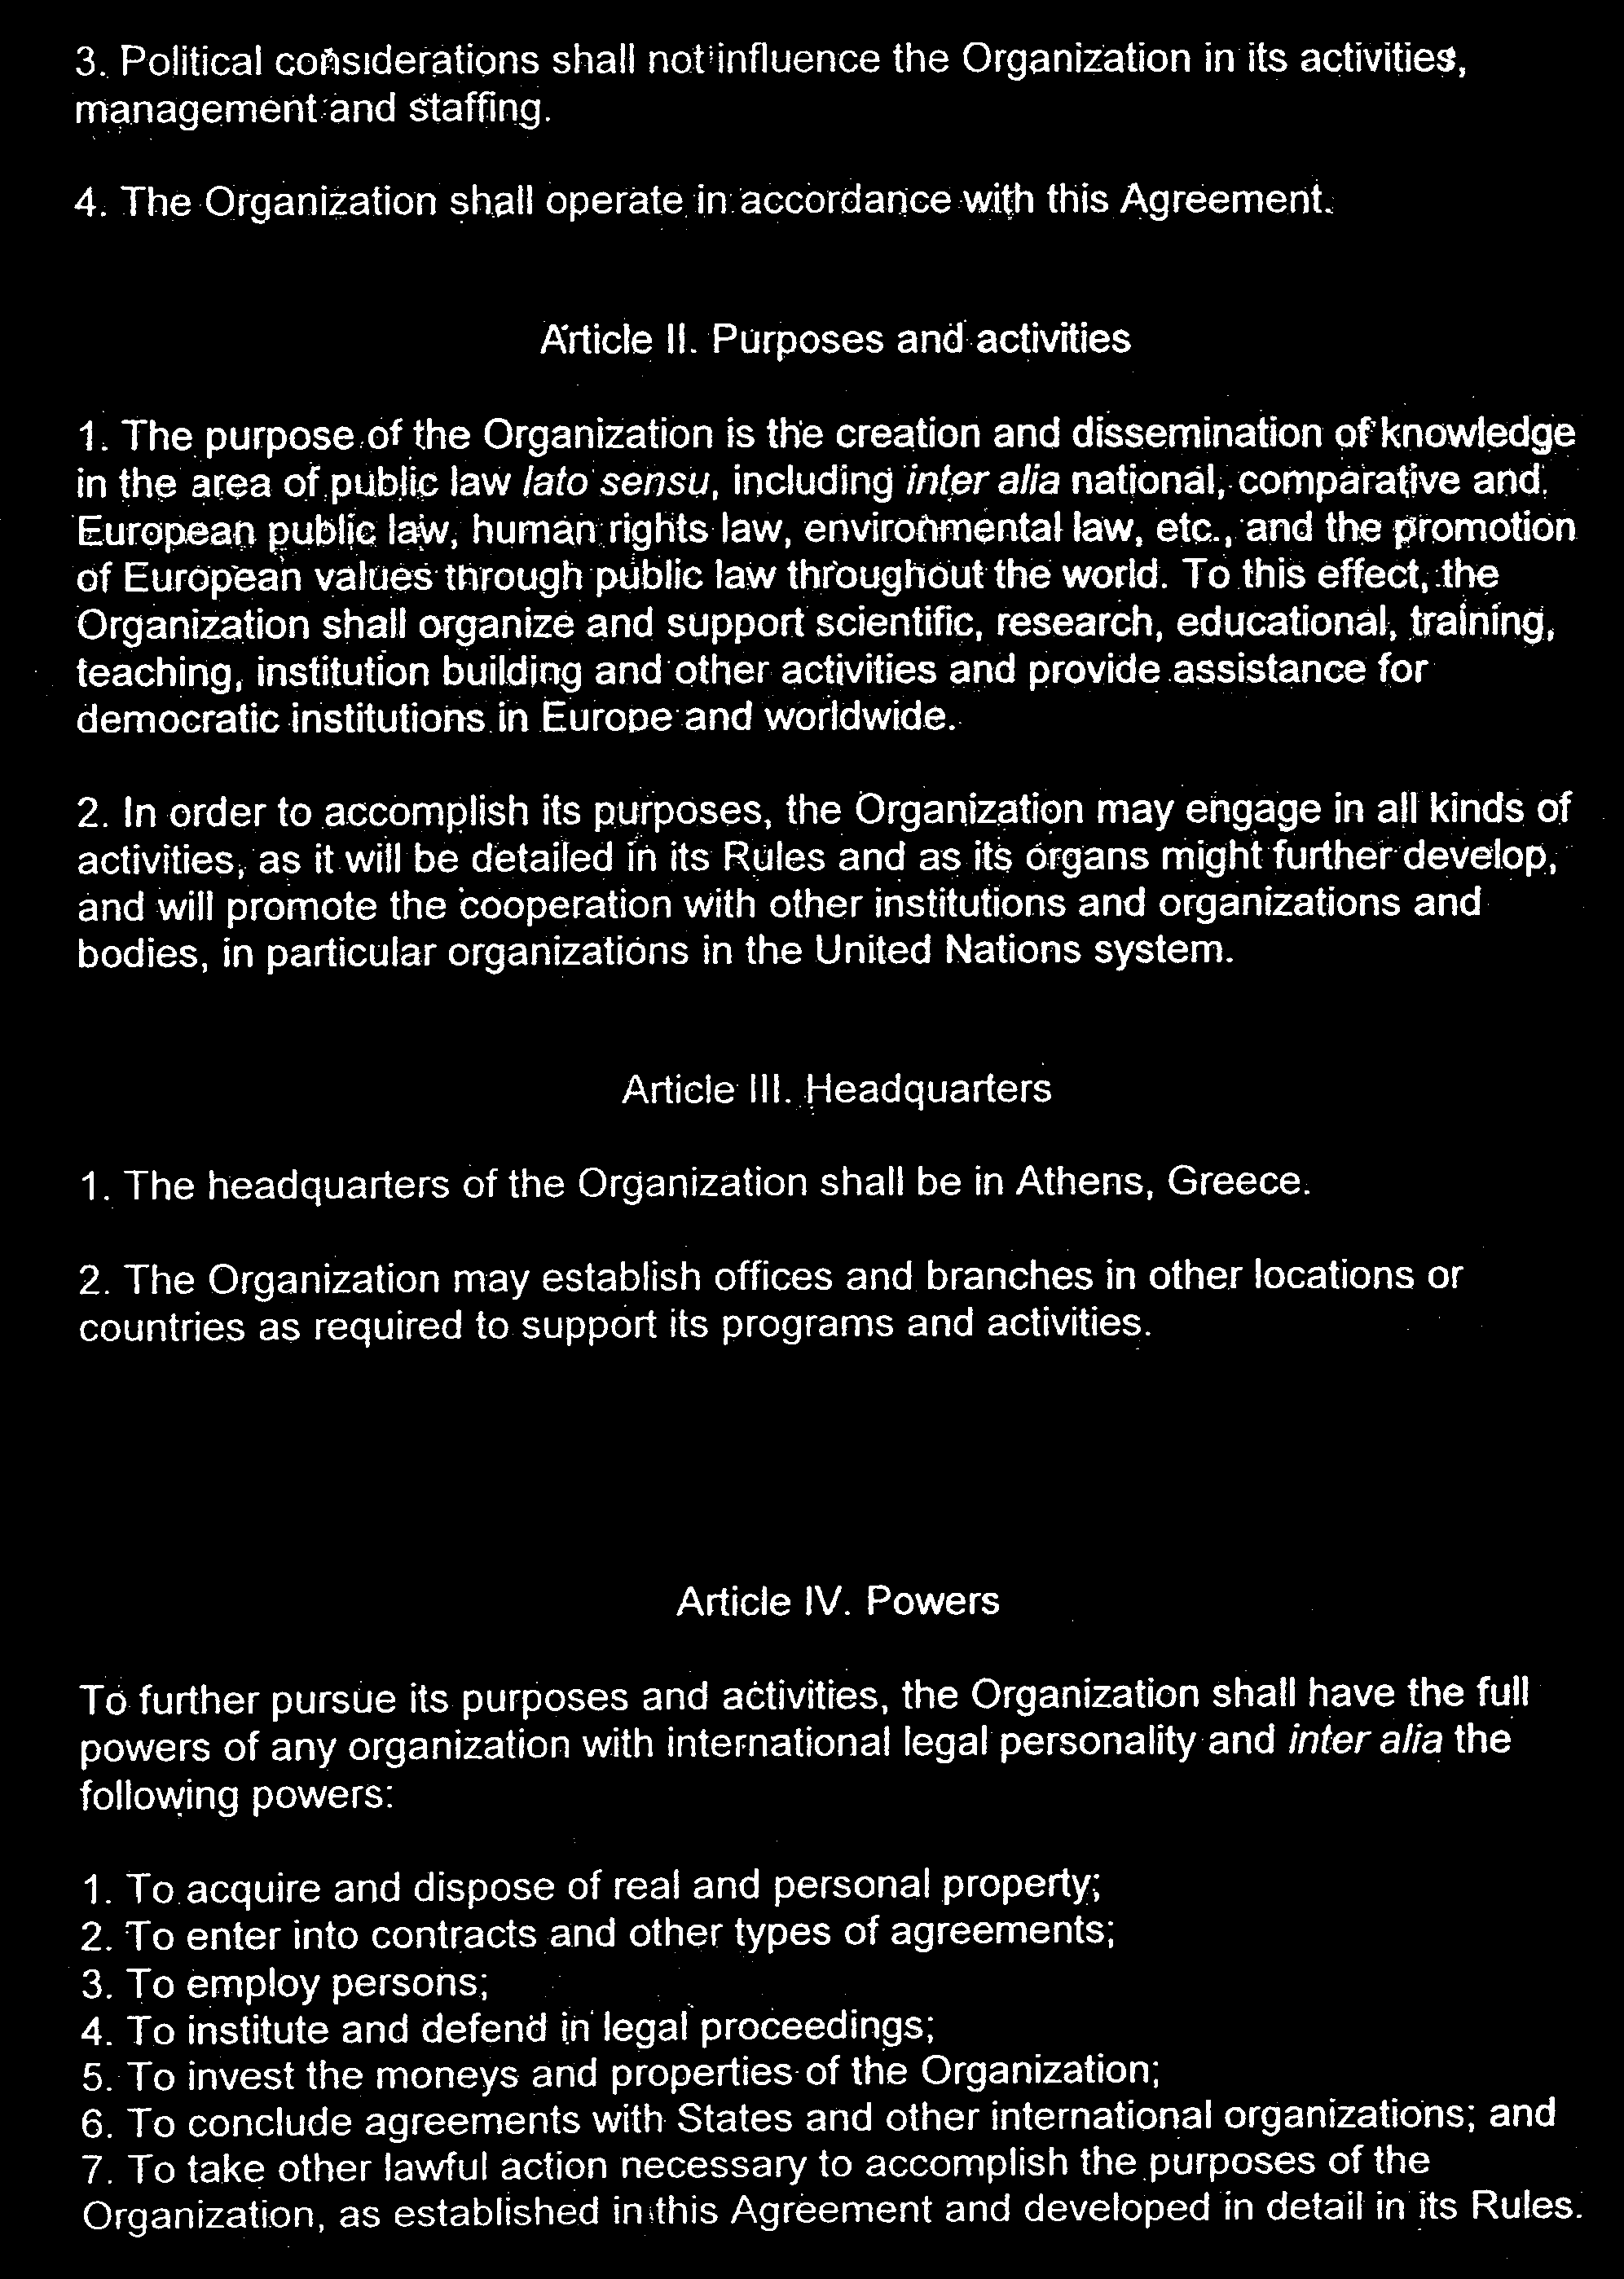 3. Political considerations shall not influence the Organization in its activities,
management and staffing.
4. The Organization shall operate in accordance with this Agreement.
Article II. Purposes and activities
1. The purpose of the Organization is the creation and dissemination of knowledge
in the area of public law lato sensu, including inter alia national, comparative and
European public law, human rights law, environmental law, etc., and the promotion
of European values through public law throughout the world. To this effect, the
Organization shall organize and support scientific, research, educational, training,
teaching, institution building and other activities and provide assistance for
democratic institutions in Europe and worldwide.
2. In order to accomplish its purposes, the Organization may engage in all kinds of
activities, as it will be detailed in its Rules and as its organs might further develop,
and will promote the cooperation with other institutions and organizations and
bodies, in particular organizations in the United Nations system.
Article III. Headquarters
1. The headquarters of the Organization shall be in Athens, Greece.
2. The Organization may establish offices and branches in other locations or
countries as required to support its programs and activities.
Article IV. Powers
To further pursue its purposes and activities, the Organization shall have the full
powers of any organization with international legal personality and inter alia the
following powers:
1. To acquire and dispose of real and personal property;
2. To enter into contracts and other types of agreements;
3. To employ persons;
4. To institute and defend in legal proceedings;
5. To invest the moneys and properties of the Organization;
6. To conclude agreements with States and other international organizations; and
7. To take other lawful action necessary to accomplish the purposes of the
Organization, as established in this Agreement and developed in detail in its Rules.